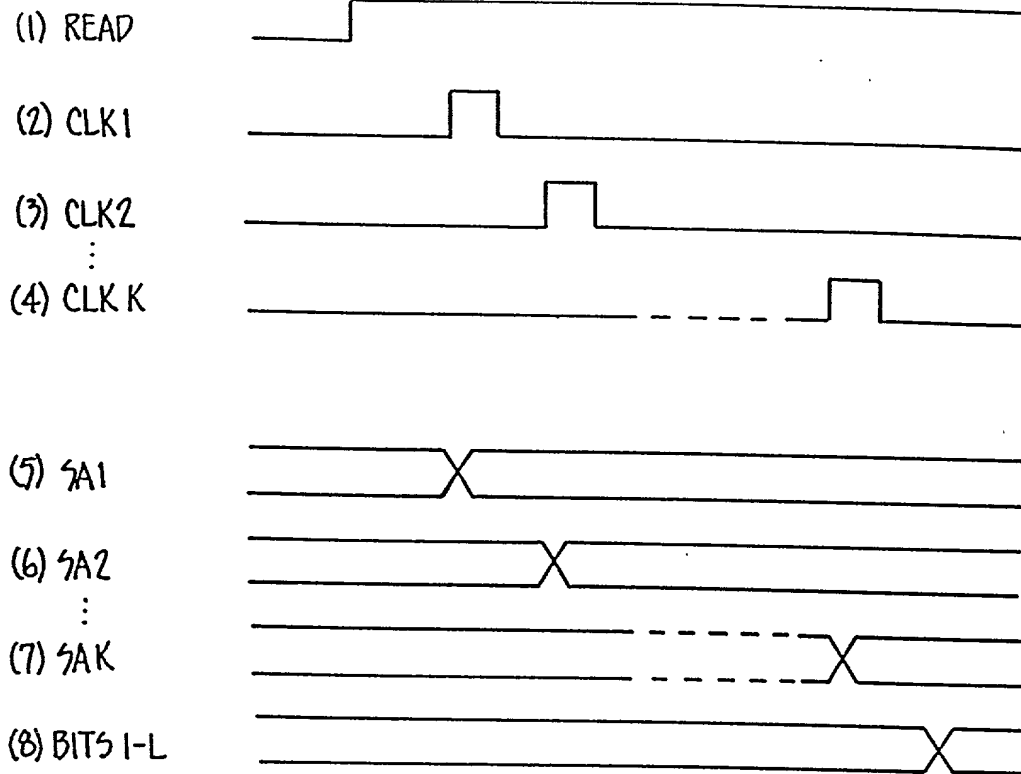 (1) READ
(2) CLK1
(3) CLK2
⋮
(4) CLK K
(5) SA1
(6) SA2
⋮
(7) SAK
(8) BITS 1-L